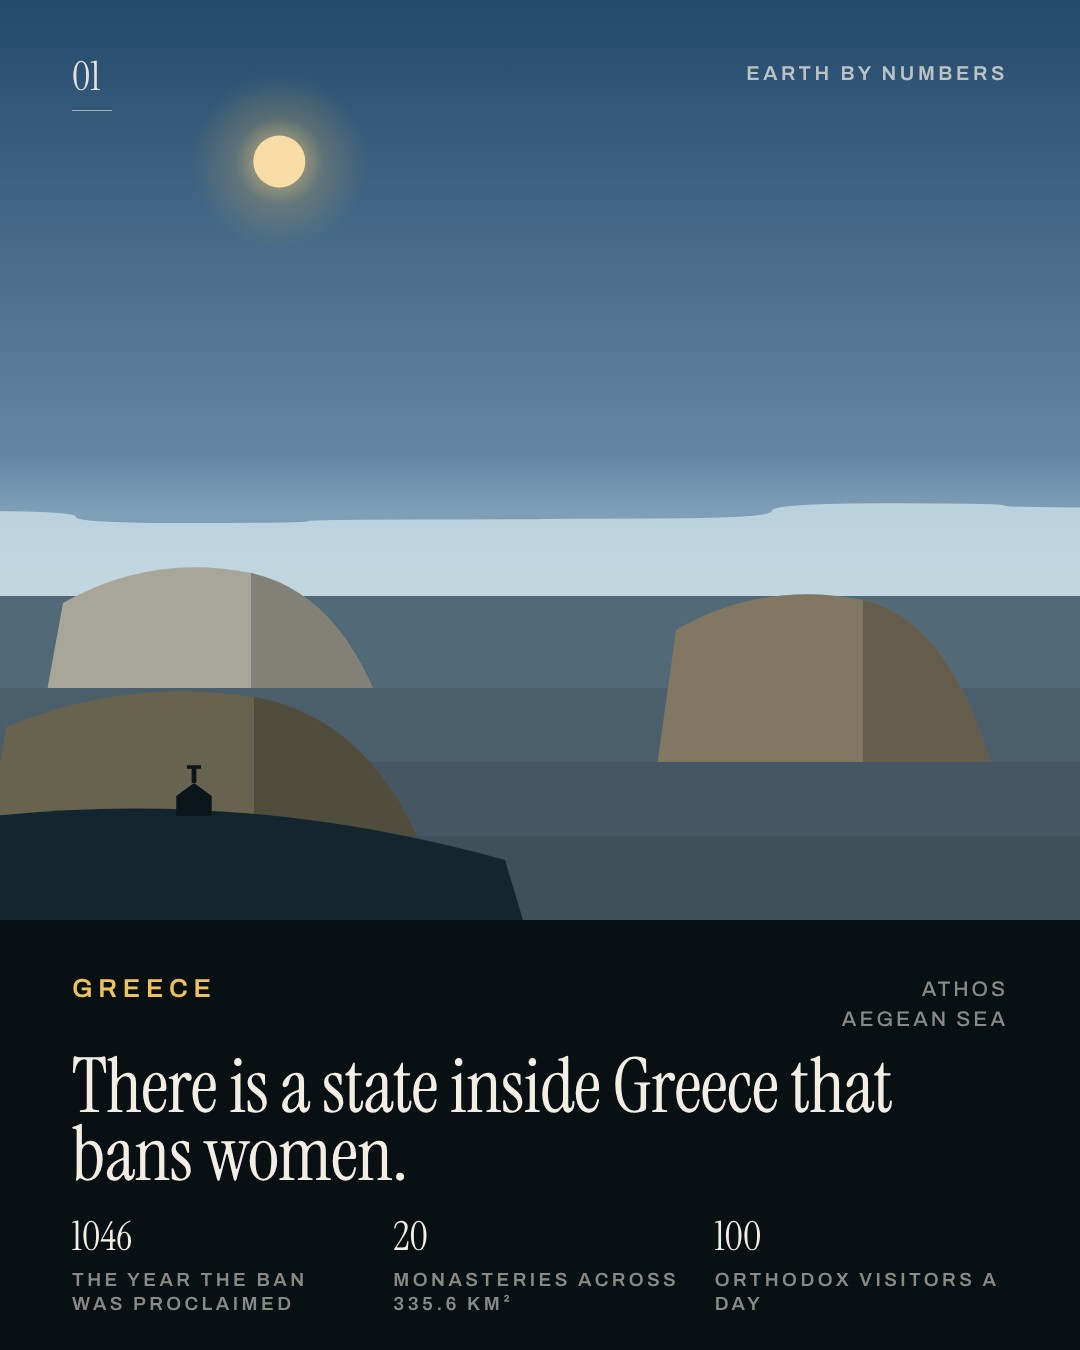 01
EARTH BY NUMBERS
GREECE
ATHOS
AEGEAN SEA
There is a state inside Greece that
bans women.
1046
THE YEAR THE BAN
WAS PROCLAIMED
20
MONASTERIES ACROSS
335.6 KM²
100
ORTHODOX VISITORS A
DAY